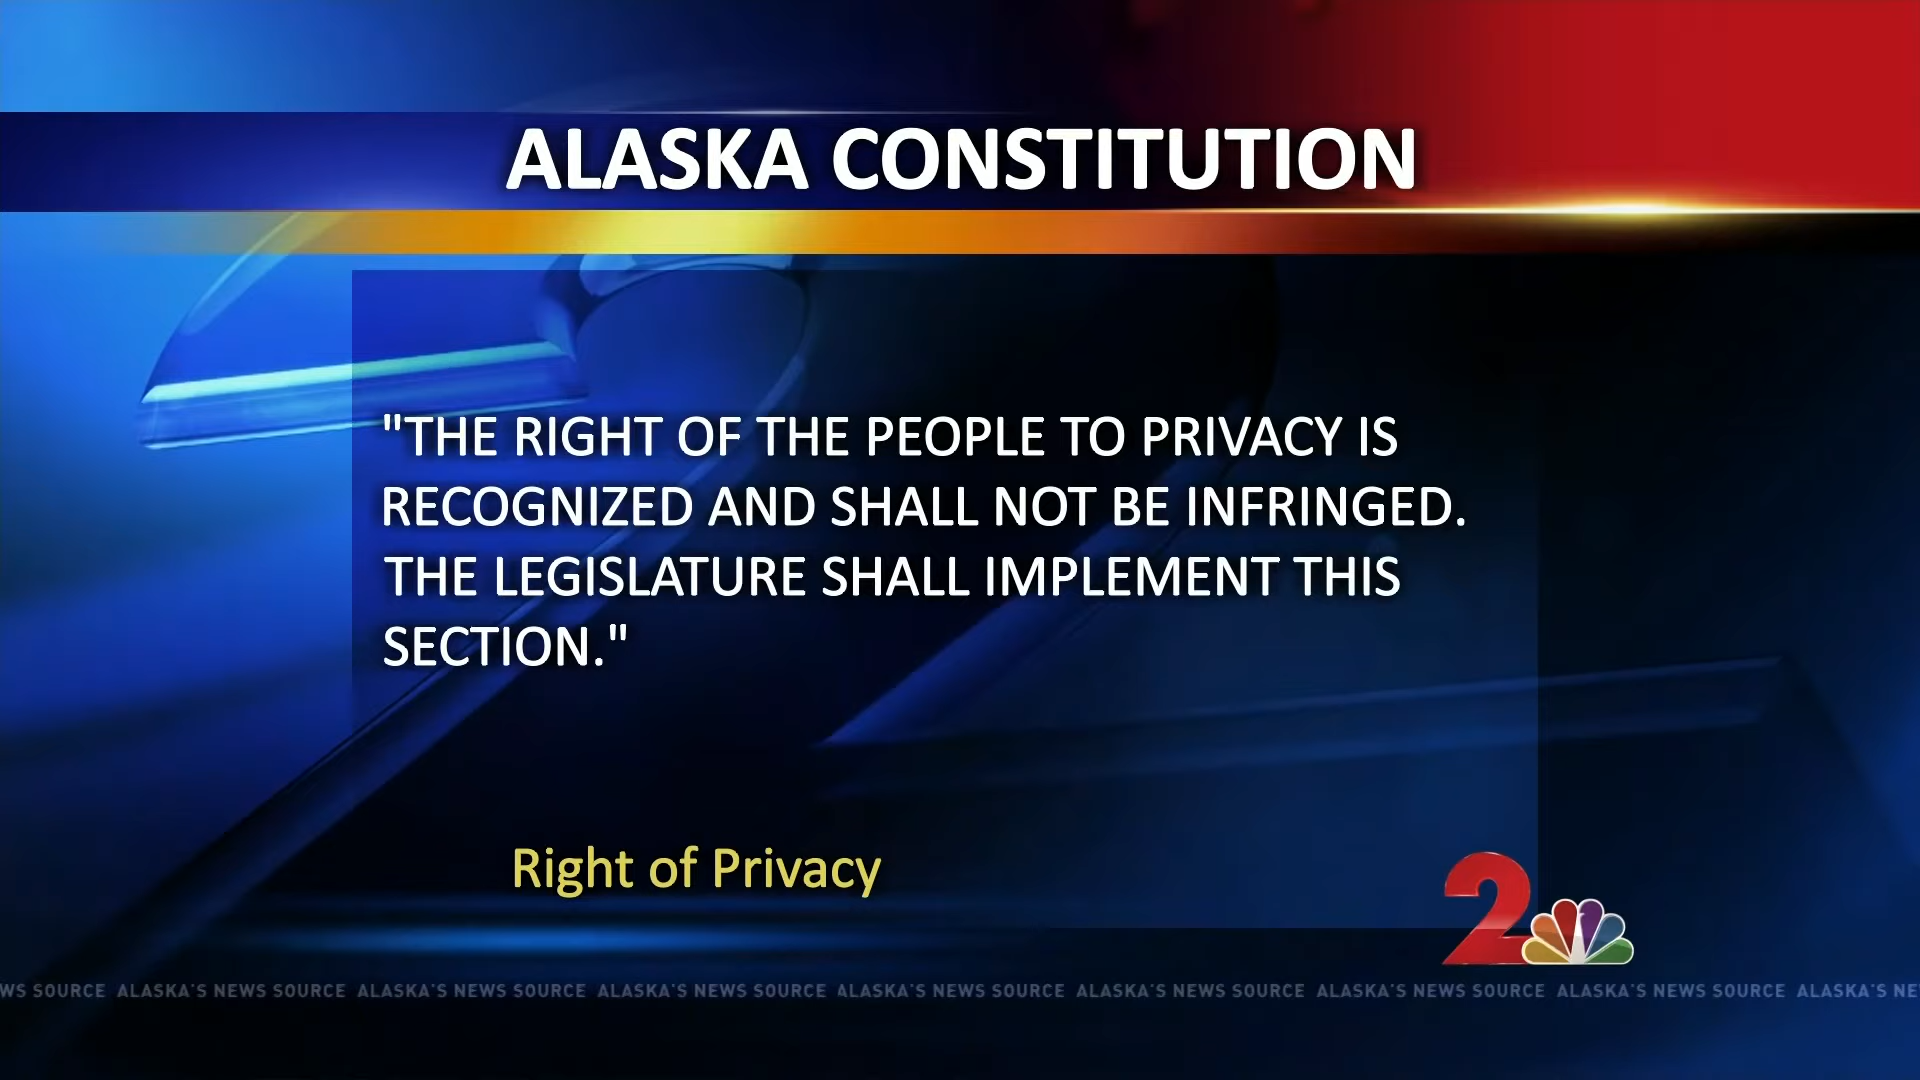 ALASKA CONSTITUTION
"THE RIGHT OF THE PEOPLE TO PRIVACY IS
RECOGNIZED AND SHALL NOT BE INFRINGED.
THE LEGISLATURE SHALL IMPLEMENT THIS
SECTION."
Right of Privacy
2
WS SOURCE ALASKA'S NEWS SOURCE ALASKA'S NEWS SOURCE ALASKA'S NEWS SOURCE ALASKA'S NEWS SOURCE ALASKA'S NEWS SOURCE ALASKA'S NEWS SOURCE ALASKA'S NEWS SOURCE ALASKA'S NE